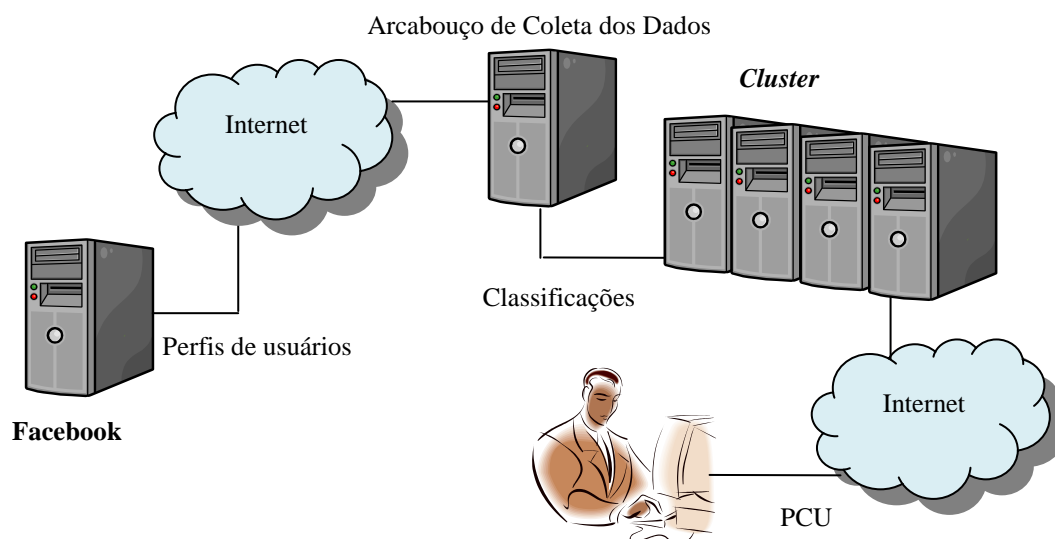 Arcabouço de Coleta dos Dados
Cluster
Internet
Classificações
Perfis de usuários
Facebook
Internet
PCU